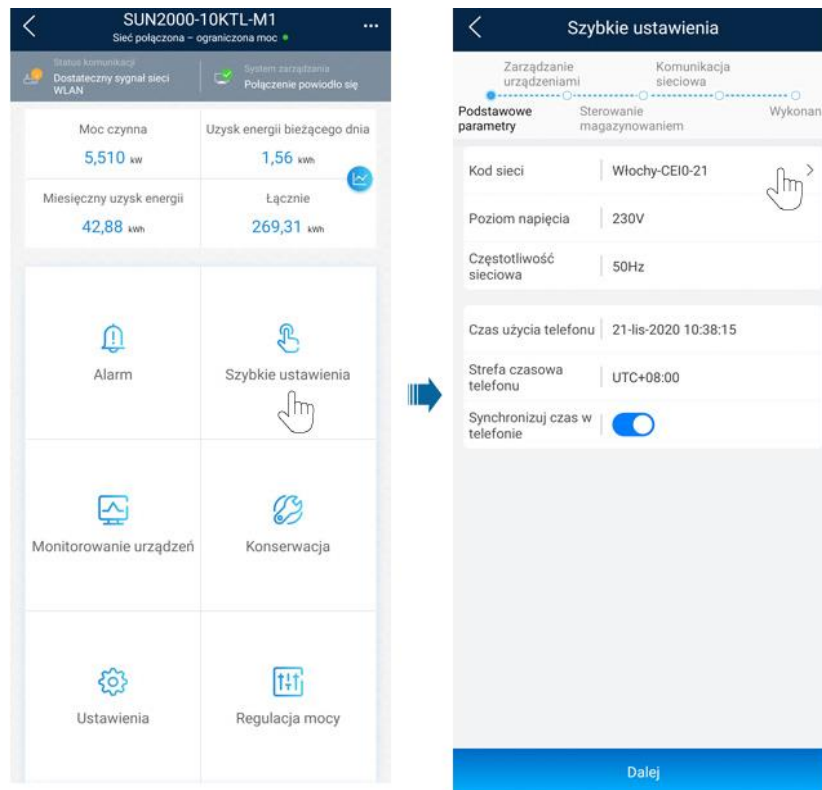 SUN2000-10KTL-M1
Sieć połączona – ograniczona moc
Status komunikacji
Dostateczny sygnał sieci
WLAN
System zarządzania
Połączenie powiodło się
Moc czynna
5,510 kW
Uzysk energii bieżącego dnia
1,56 kWh
Miesięczny uzysk energii
42,88 kWh
Łącznie
269,31 kWh
Alarm
Szybkie ustawienia
Monitorowanie urządzeń
Konserwacja
Ustawienia
Regulacja mocy
Szybkie ustawienia
Zarządzanie
urządzeniami
Komunikacja
sieciowa
Podstawowe
parametry
Sterowanie
magazynowaniem
Wykonan
Kod sieci
Włochy-CEI0-21
Poziom napięcia
230V
Częstotliwość
sieciowa
50Hz
Czas użycia telefonu
21-lis-2020 10:38:15
Strefa czasowa
telefonu
UTC+08:00
Synchronizuj czas w
telefonie
Dalej